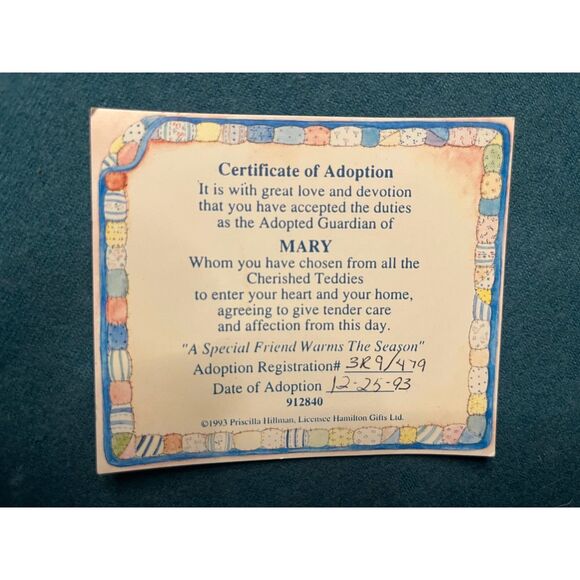 Certificate of Adoption
It is with great love and devotion
that you have accepted the duties
as the Adopted Guardian of
MARY
Whom you have chosen from all the
Cherished Teddies
to enter your heart and your home,
agreeing to give tender care
and affection from this day.
"A Special Friend Warms The Season"
Adoption Registration# 3R9/479
Date of Adoption 12-25-93
912840
©1993 Priscilla Hillman, Licensee Hamilton Gifts Ltd.